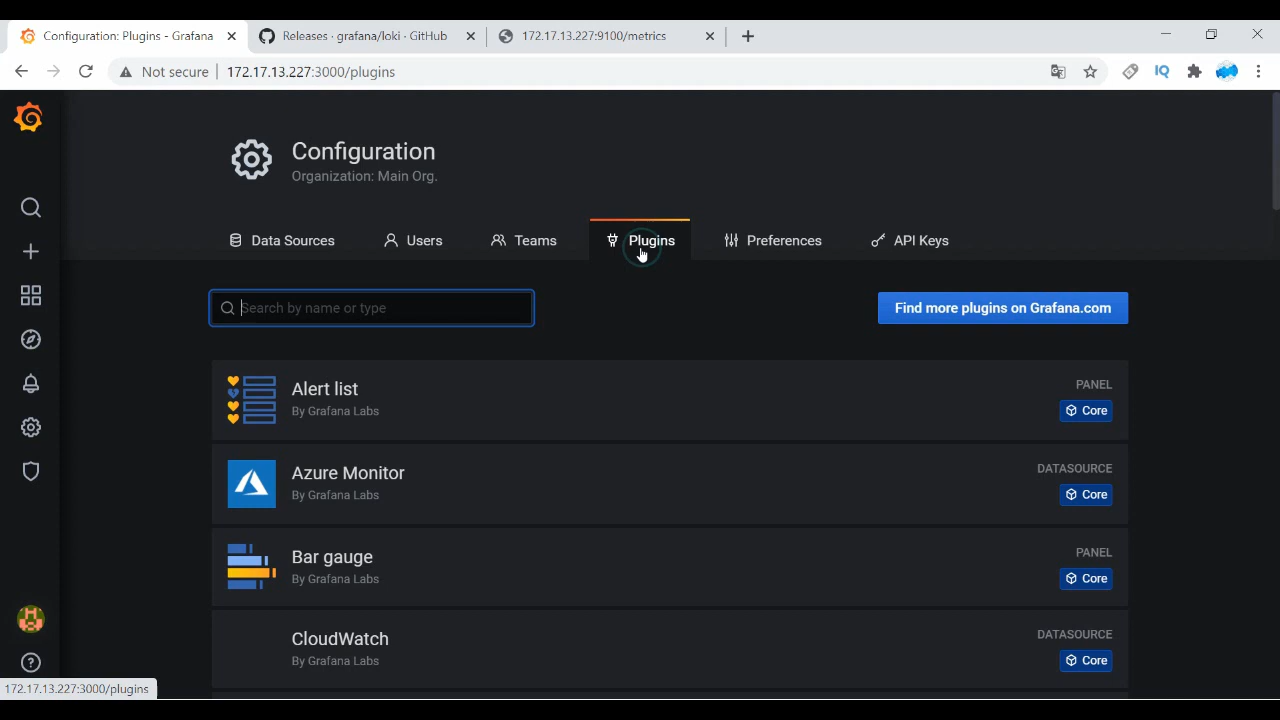 Configuration: Plugins - Grafana
Releases · grafana/loki · GitHub
172.17.13.227:9100/metrics
Not secure
172.17.13.227:3000/plugins
IQ
Configuration
Organization: Main Org.
Data Sources
Users
Teams
Plugins
Preferences
API Keys
Search by name or type
Find more plugins on Grafana.com
Alert list
By Grafana Labs
PANEL
Core
Azure Monitor
By Grafana Labs
DATASOURCE
Core
Bar gauge
By Grafana Labs
PANEL
Core
CloudWatch
By Grafana Labs
DATASOURCE
Core
172.17.13.227:3000/plugins